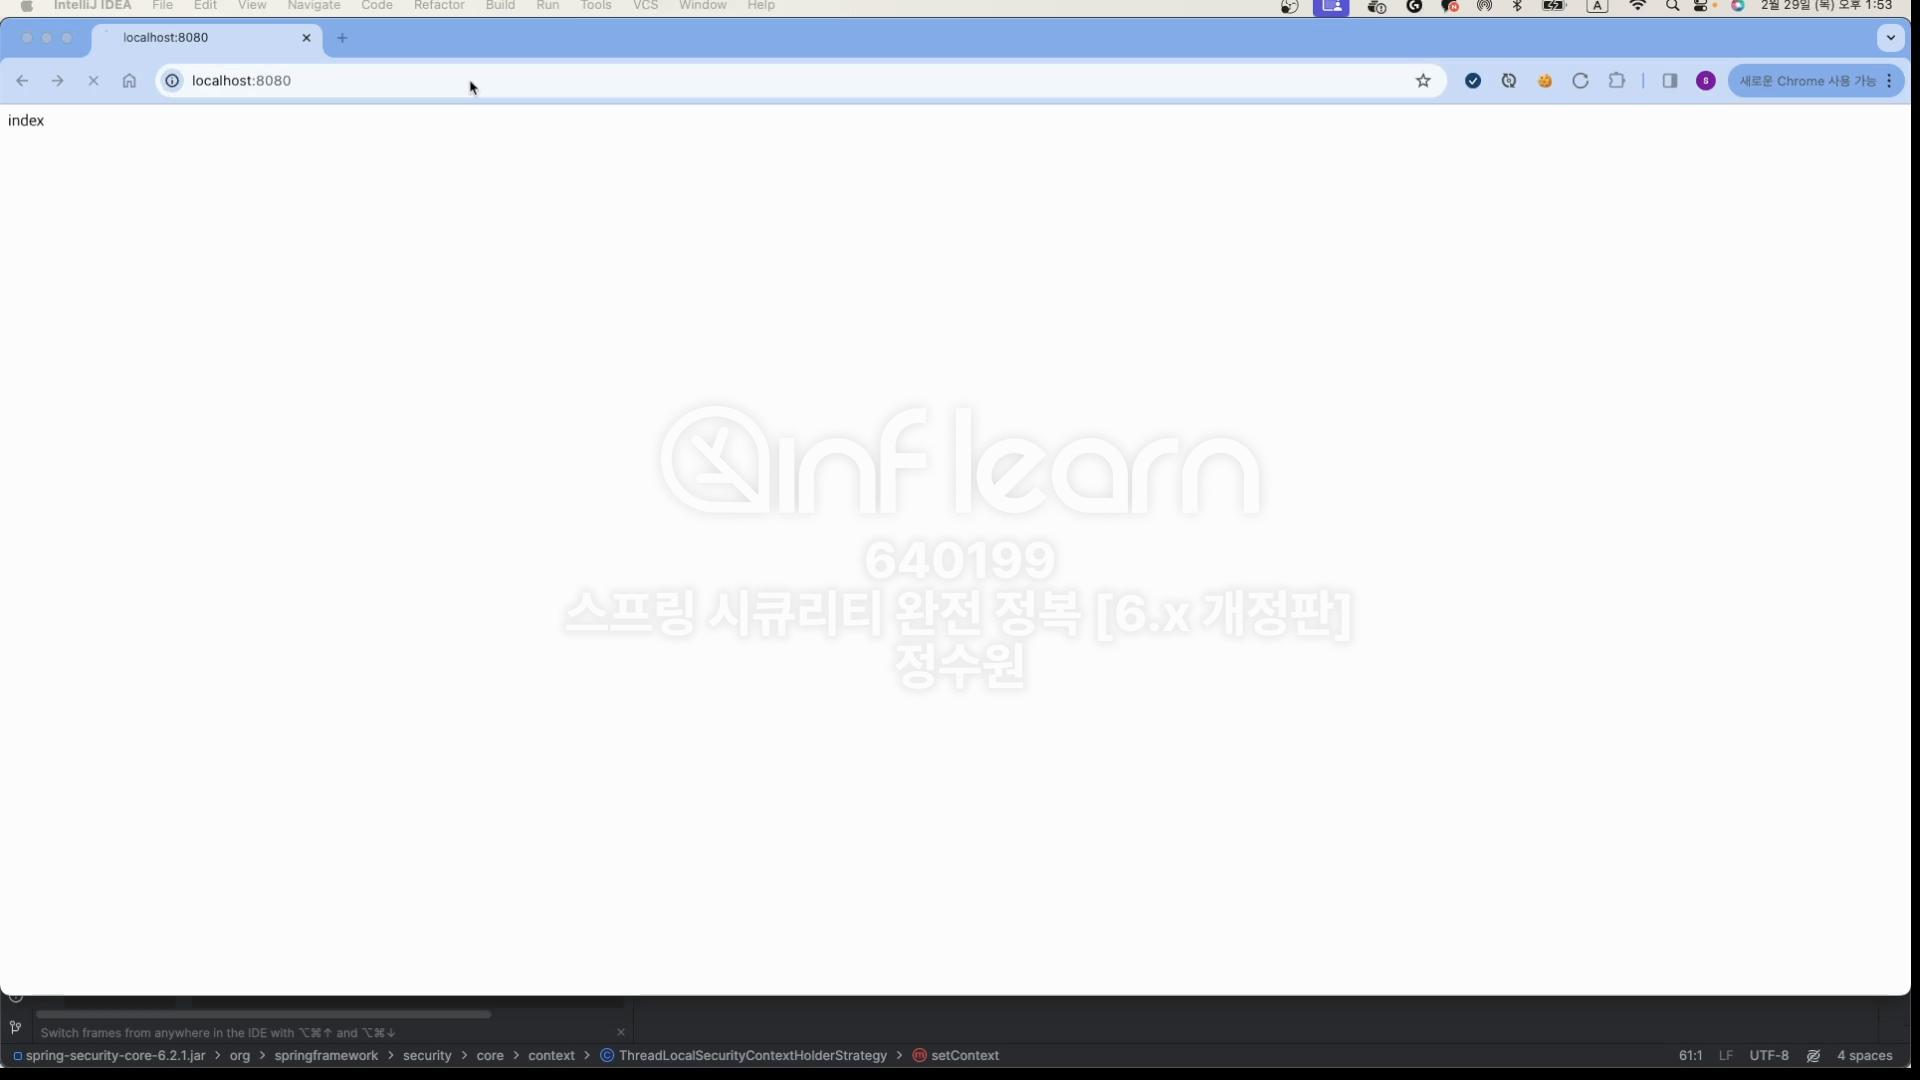 IntelliJ IDEA File Edit View Navigate Code Refactor Build Run Tools VCS Window Help 2월 29일 (목) 오후 1:53
localhost:8080
localhost:8080 새로운 Chrome 사용 가능
index
inflearn
640199
스프링 시큐리티 완전 정복 [6.x 개정판]
정수원
Switch frames from anywhere in the IDE with ⌥⌘↑ and ⌥⌘↓
spring-security-core-6.2.1.jar > org > springframework > security > core > context > ThreadLocalSecurityContextHolderStrategy > setContext 61:1 LF UTF-8 4 spaces